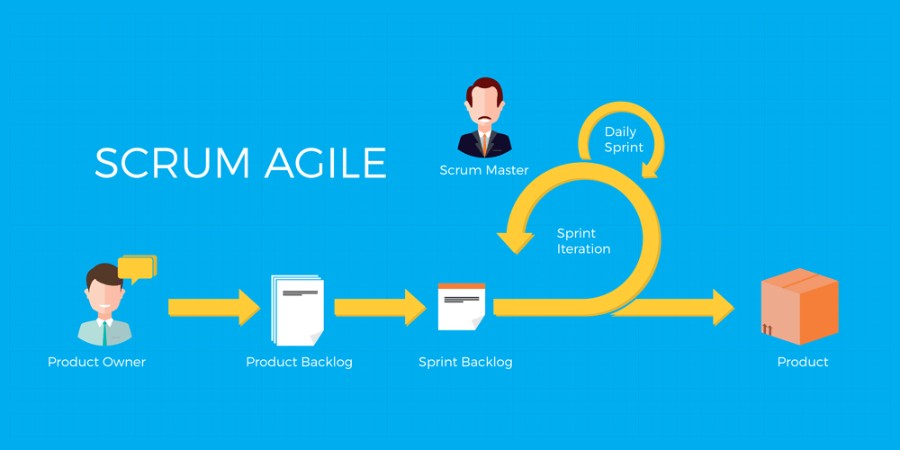 SCRUM AGILE
Scrum Master
Daily
Sprint
Sprint
Iteration
Product Owner
Product Backlog
Sprint Backlog
Product